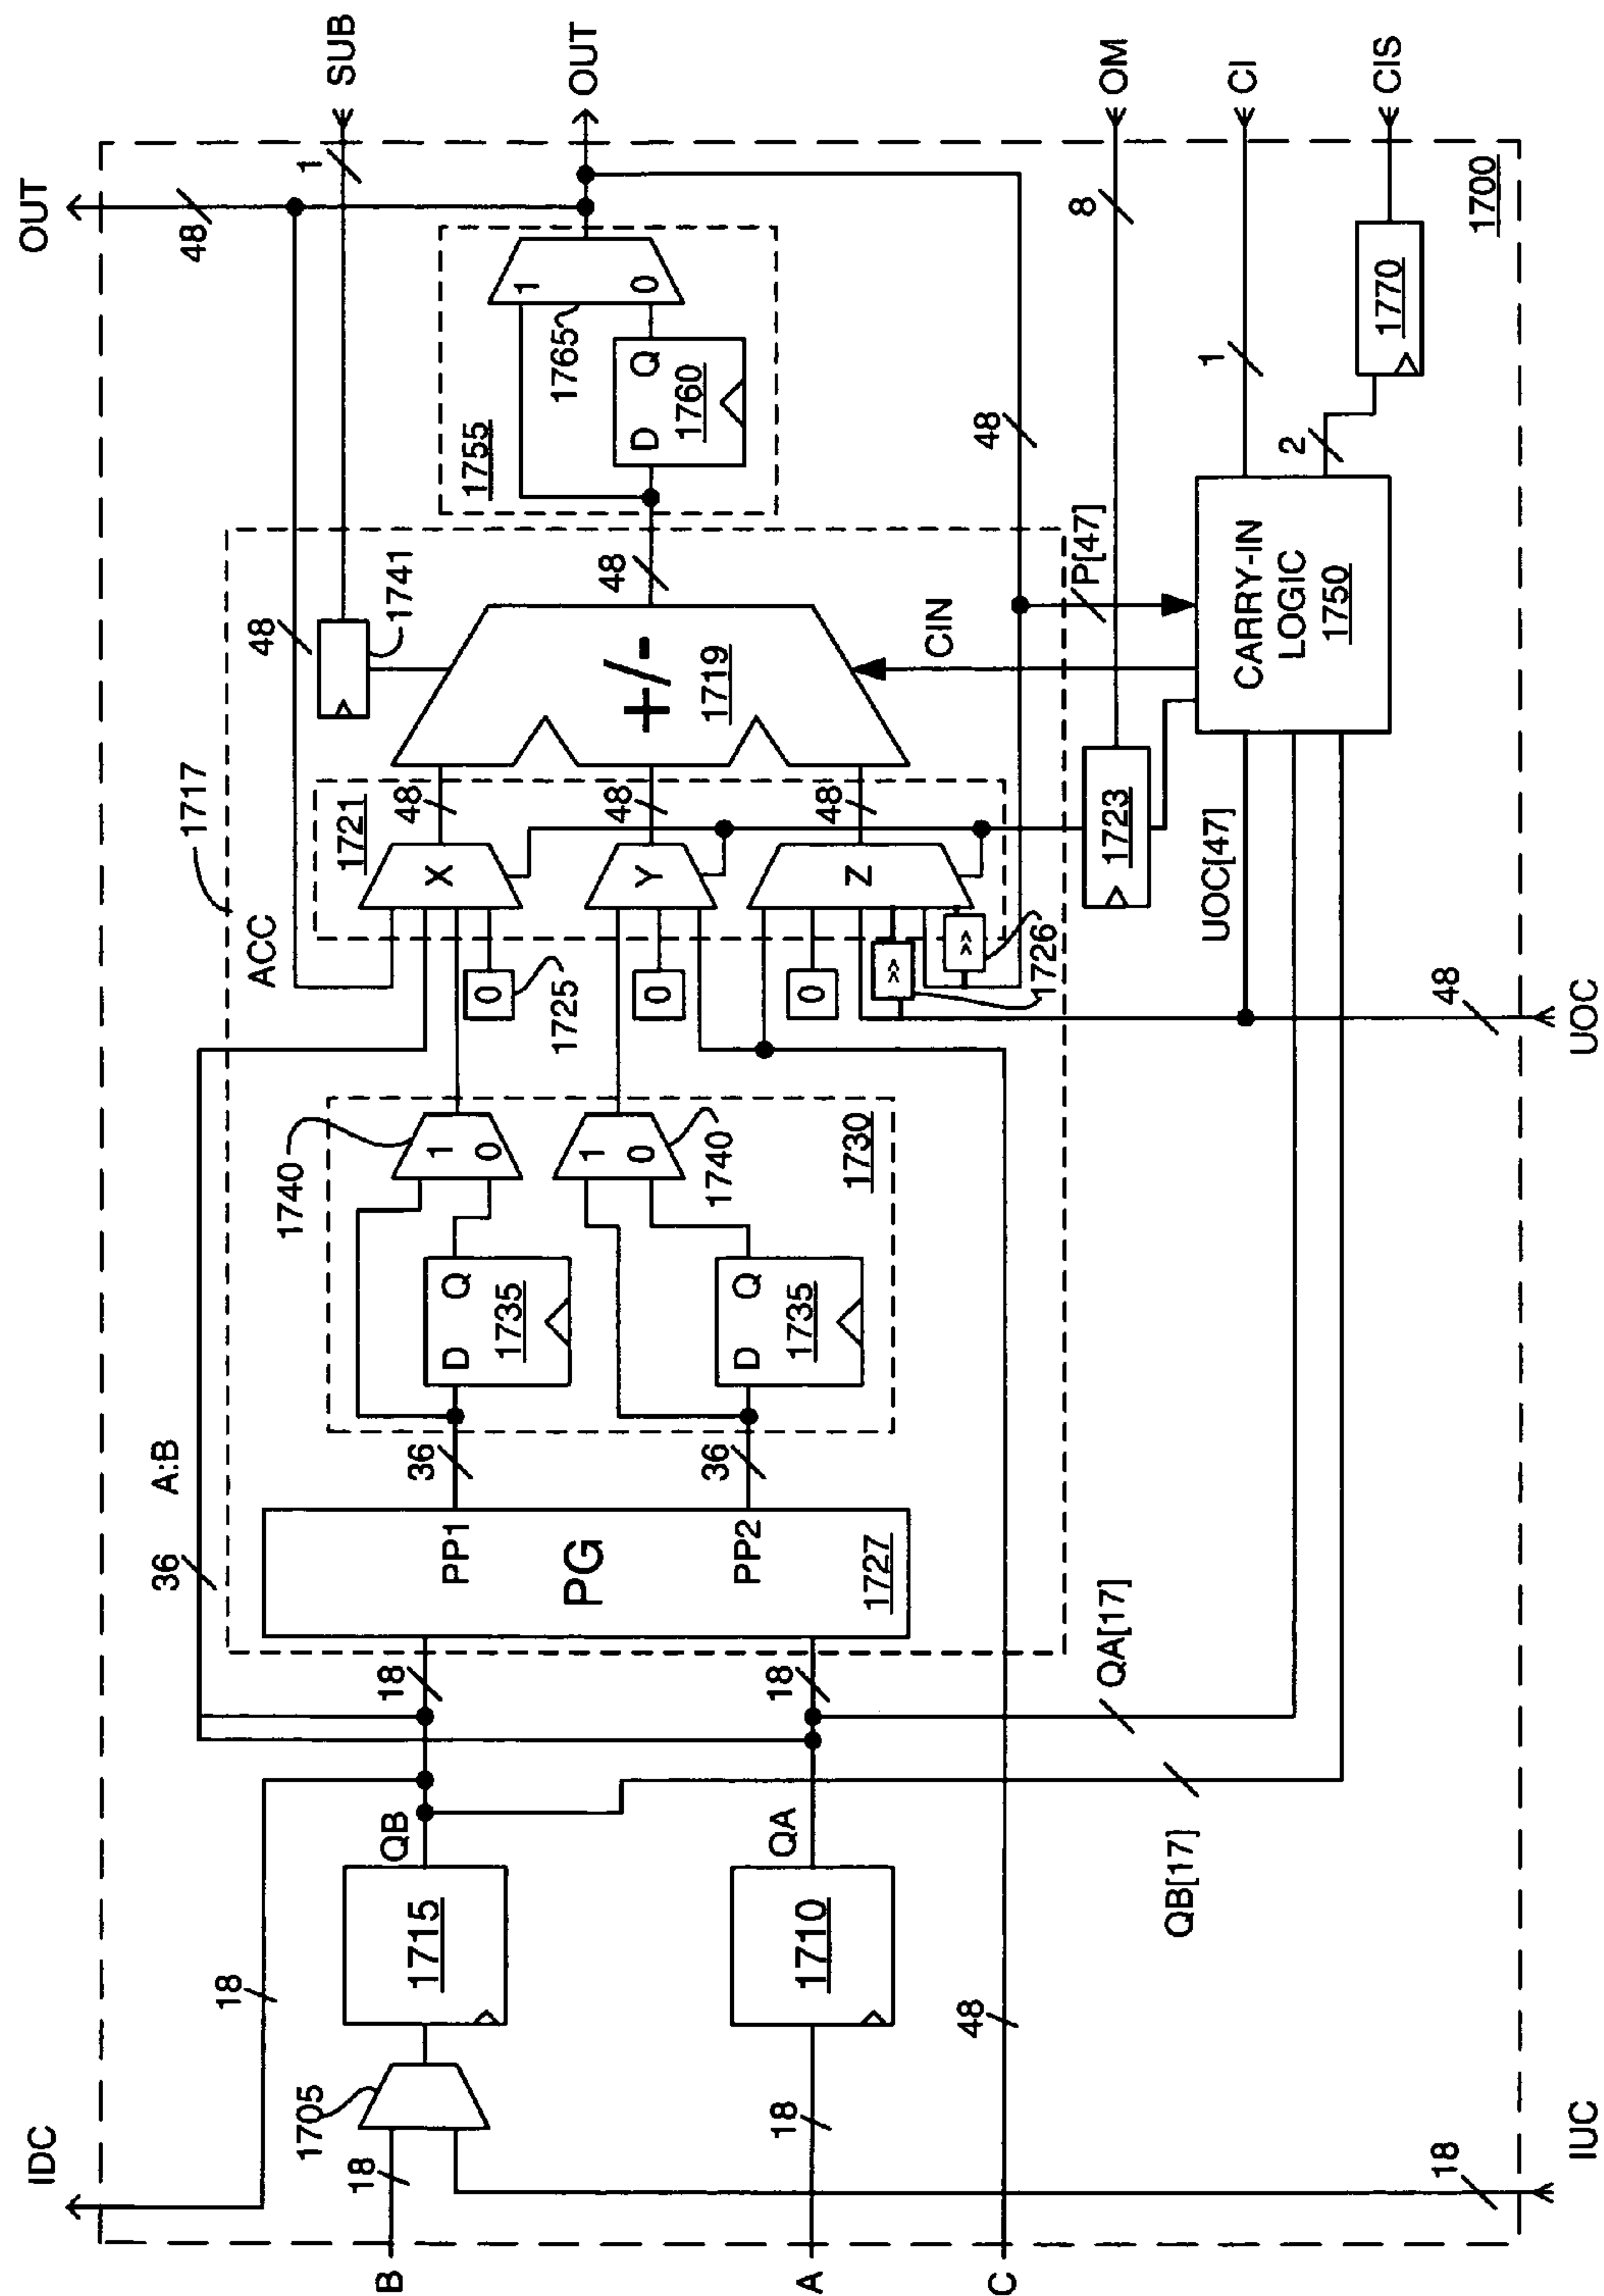 OUT
SUB
OUT
OM
CI
CIS
1700
48
1
8
1
2
1770
1755
1765
1
0
D
Q
1760
48
P[47]
CIN
CARRY-IN
LOGIC
1750
48
1741
48
+/-
1719
1717
ACC
1721
48
48
48
X
Y
Z
1723
UOC[47]
0
1725
0
0
>>
>>
1726
48
UOC
1740
1
0
1
0
1740
1730
D
Q
1735
D
Q
1735
A:B
36
36
36
PP1
PG
PP2
1727
18
18
QA[17]
QB[17]
QB
QA
1715
1710
18
48
1705
18
18
18
IDC
IUC
B
A
C